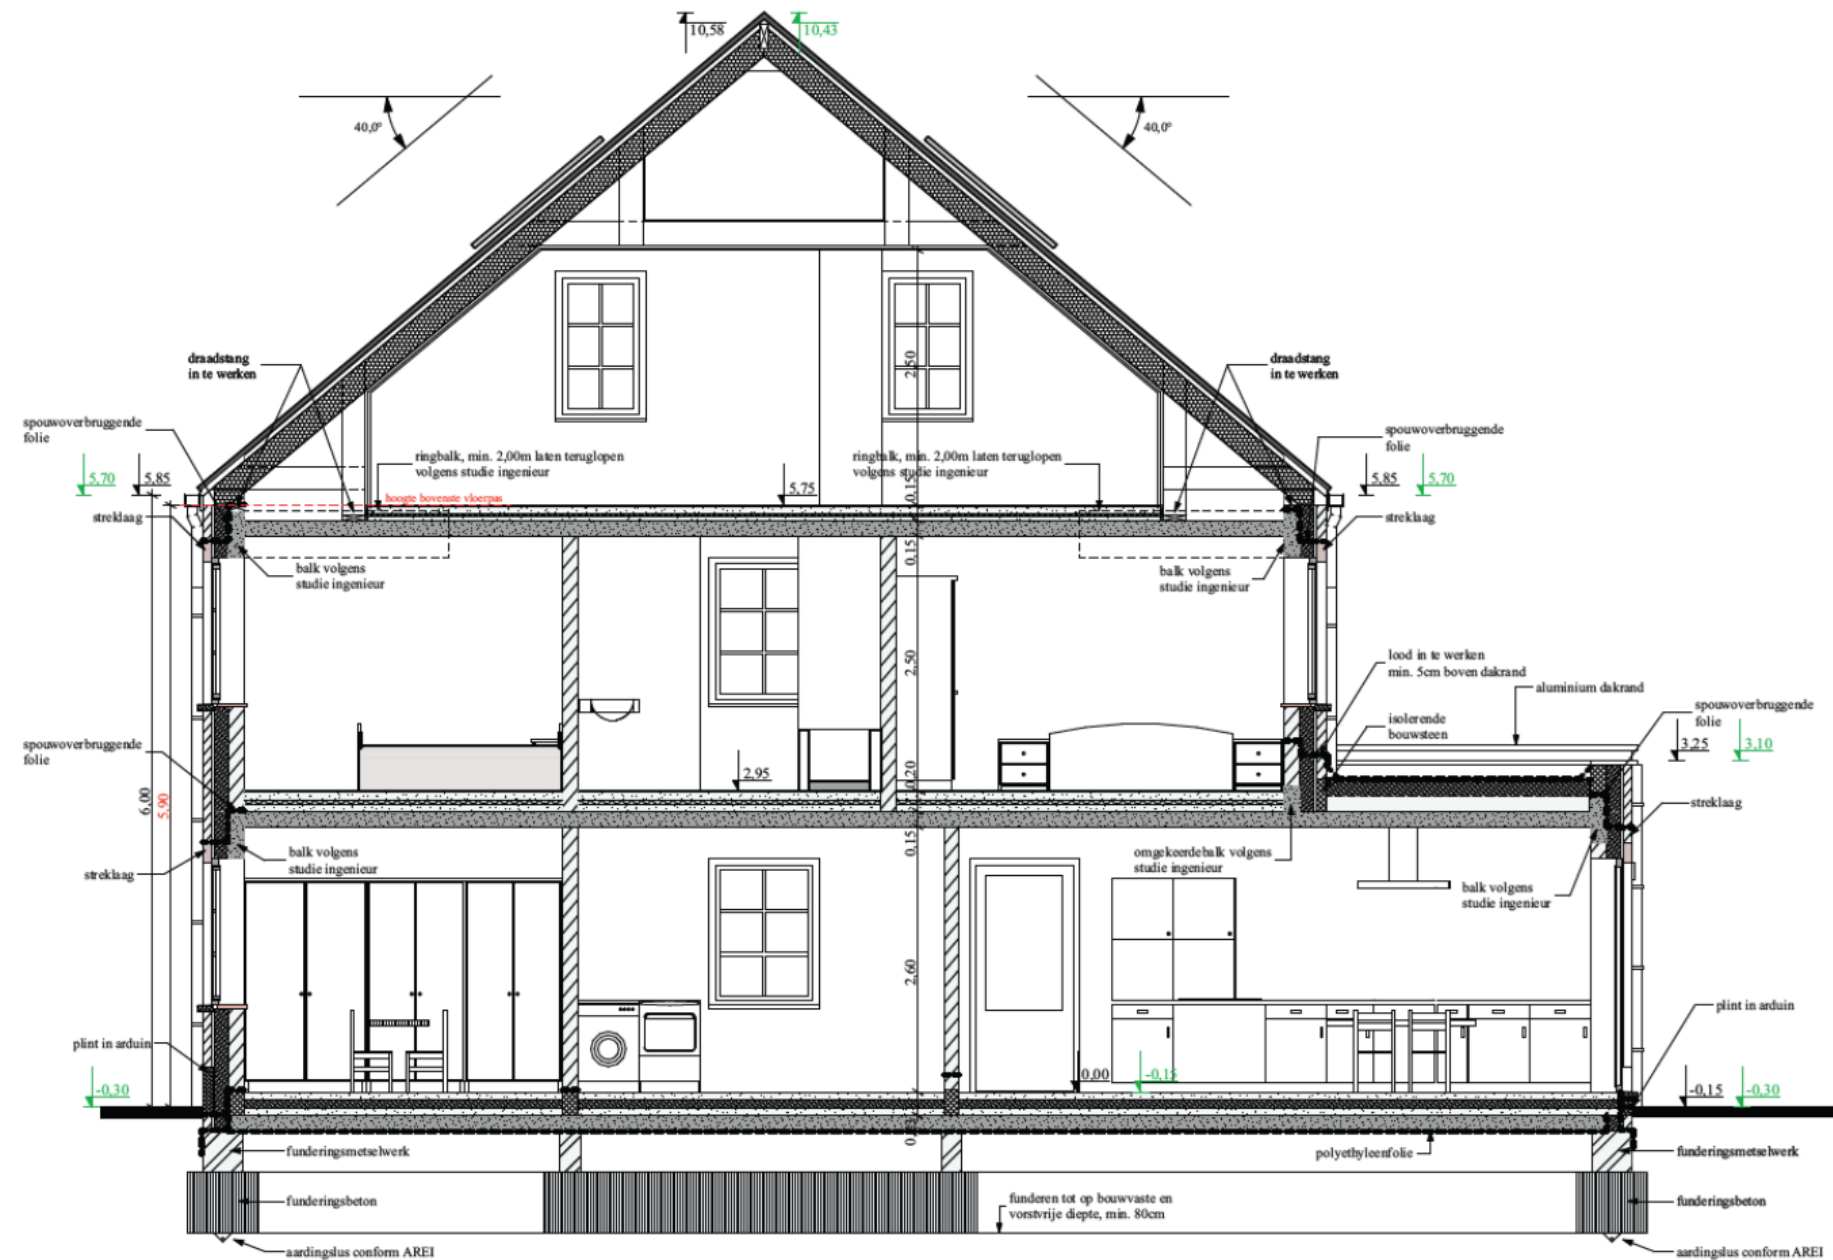 10,58
10,43
40,0°
40,0°
2,50
draadstang
in te werken
draadstang
in te werken
spouwoverbruggende
folie
spouwoverbruggende
folie
ringbalk, min. 2,00m laten teruglopen
volgens studie ingenieur
ringbalk, min. 2,00m laten teruglopen
volgens studie ingenieur
5,70
5,85
hoogte bovenste vloerpas
5,75
0,15
5,85
5,70
streklaag
streklaag
0,15
balk volgens
studie ingenieur
balk volgens
studie ingenieur
2,50
lood in te werken
min. 5cm boven dakrand
aluminium dakrand
spouwoverbruggende
folie
isolerende
bouwsteen
3,25
3,10
spouwoverbruggende
folie
2,95
0,20
6,00
5,90
streklaag
0,15
balk volgens
studie ingenieur
omgekeerdebalk volgens
studie ingenieur
streklaag
balk volgens
studie ingenieur
2,60
plint in arduin
plint in arduin
-0,30
0,00
-0,15
-0,15
-0,30
funderingsmetselwerk
polyethyleenfolie
funderingsmetselwerk
funderingsbeton
funderen tot op bouwvaste en
vorstvrije diepte, min. 80cm
funderingsbeton
aardingslus conform AREI
aardingslus conform AREI